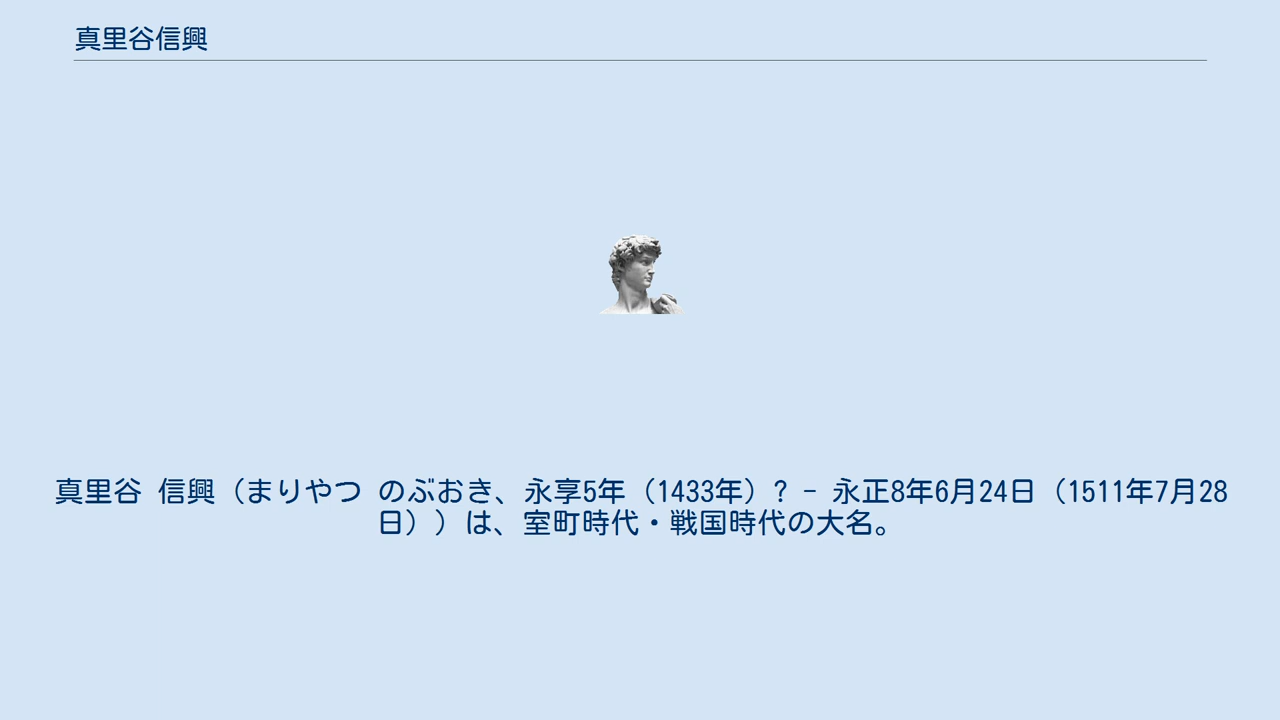 真里谷信興
真里谷 信興（まりやつ のぶおき、永享5年（1433年）? - 永正8年6月24日（1511年7月28
日））は、室町時代・戦国時代の大名。